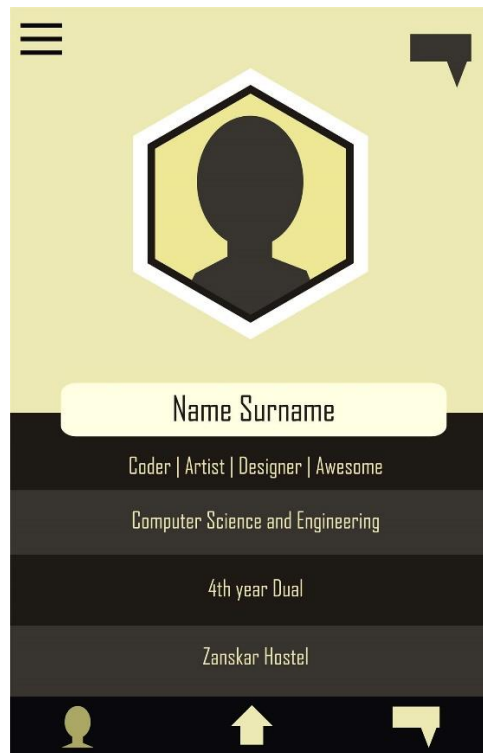 Name Surname
Coder | Artist | Designer | Awesome
Computer Science and Engineering
4th year Dual
Zanskar Hostel